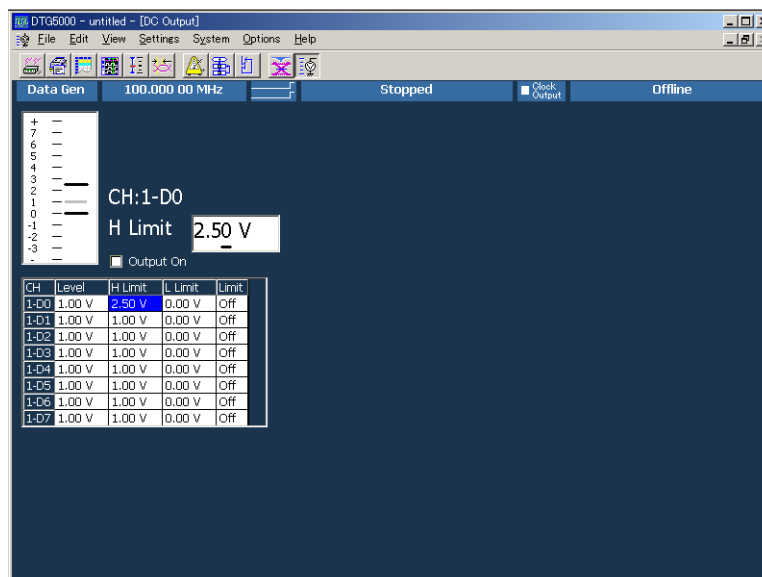 DTG5000 - untitled - [DC Output]
File Edit View Settings System Options Help
Data Gen 100.000 00 MHz Stopped Clock Output Offline
+
7
6
5
4
3
2
1
0
-1
-2
-3
-
CH:1-D0
H Limit 2.50 V
Output On
CH Level H Limit L Limit Limit
1-D0 1.00 V 2.50 V 0.00 V Off
1-D1 1.00 V 1.00 V 0.00 V Off
1-D2 1.00 V 1.00 V 0.00 V Off
1-D3 1.00 V 1.00 V 0.00 V Off
1-D4 1.00 V 1.00 V 0.00 V Off
1-D5 1.00 V 1.00 V 0.00 V Off
1-D6 1.00 V 1.00 V 0.00 V Off
1-D7 1.00 V 1.00 V 0.00 V Off